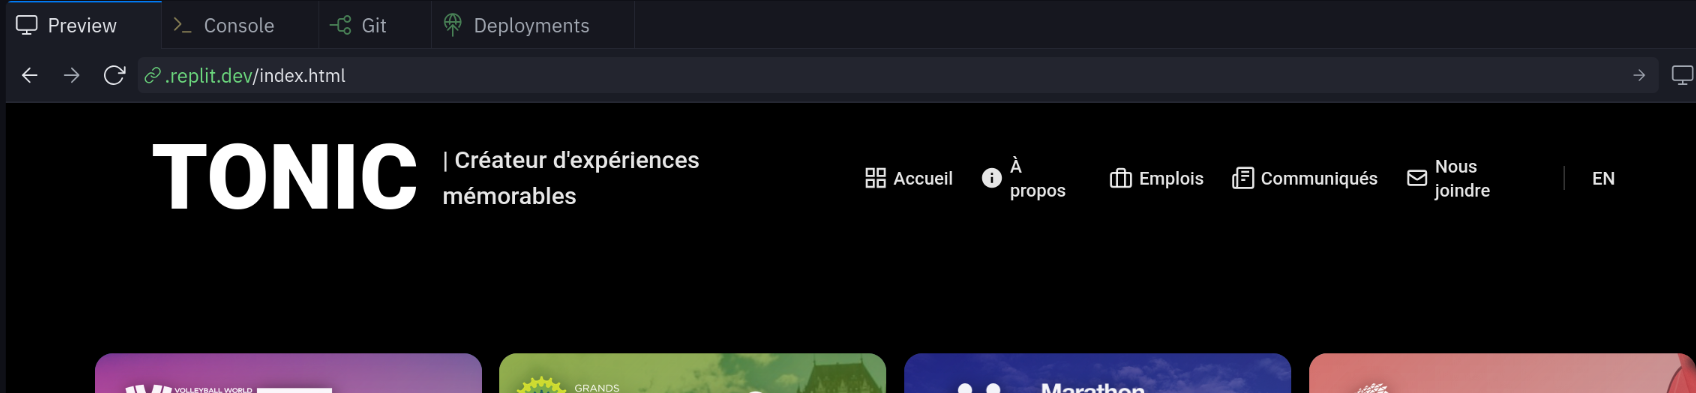 Preview
Console
Git
Deployments
.replit.dev/index.html
TONIC
| Créateur d'expériences
mémorables
Accueil
À
propos
Emplois
Communiqués
Nous
joindre
EN
VOLLEYBALL WORLD
GRANDS
Marathon